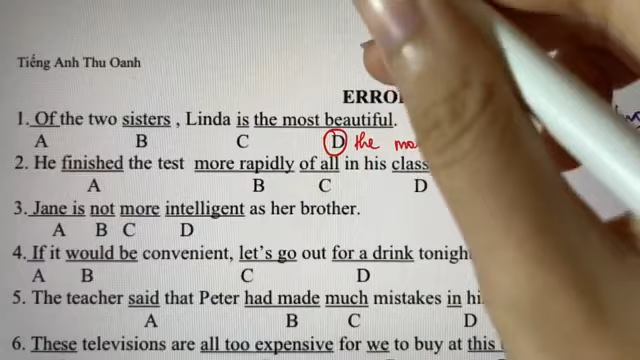 Tiếng Anh Thu Oanh
1. Of the two sisters , Linda is the most beautiful.
A B C D the
2. He finished the test more rapidly of all in his class
A B C D
3. Jane is not more intelligent as her brother.
A B C D
4. If it would be convenient, let's go out for a drink
A B C D
5. The teacher said that Peter had made much mistakes in
A B C D
6. These televisions are all too expensive for we to buy at this